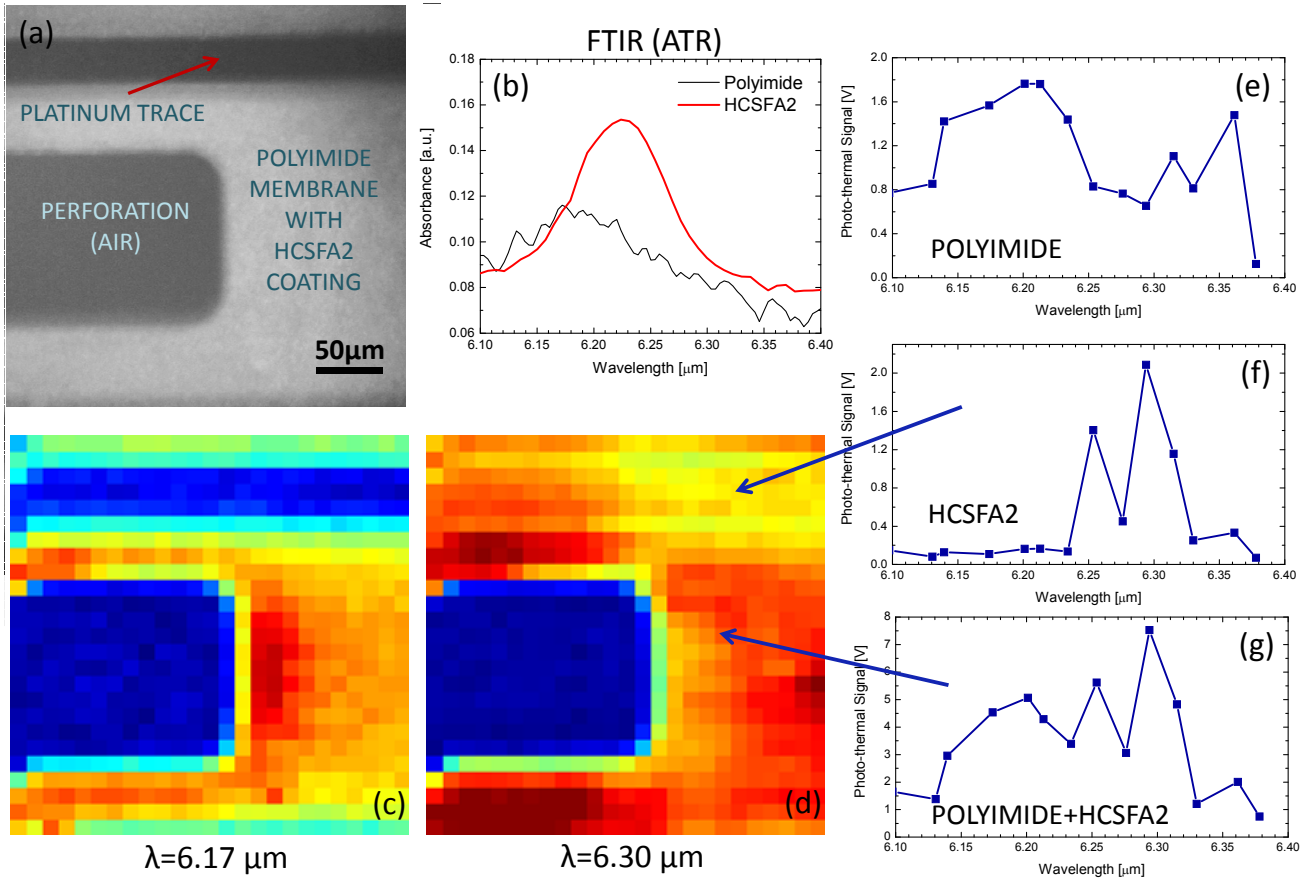 (a)
PLATINUM TRACE
PERFORATION
(AIR)
POLYIMIDE
MEMBRANE
WITH
HCSFA2
COATING
50μm
FTIR (ATR)
(b)
Polyimide
HCSFA2
Absorbance [a.u.]
0.18
0.16
0.14
0.12
0.10
0.08
0.06
6.10 6.15 6.20 6.25 6.30 6.35 6.40
Wavelength [μm]
(e)
Photo-thermal Signal [V]
2.0
1.6
1.2
0.8
0.4
0.0
POLYIMIDE
6.10 6.15 6.20 6.25 6.30 6.35 6.40
Wavelength [μm]
(f)
Photo-thermal Signal [V]
2.0
1.6
1.2
0.8
0.4
0.0
HCSFA2
6.10 6.15 6.20 6.25 6.30 6.35 6.40
Wavelength [μm]
(c)
λ=6.17 μm
(d)
λ=6.30 μm
(g)
Photo-thermal Signal [V]
8
7
6
5
4
3
2
1
0
POLYIMIDE+HCSFA2
6.10 6.15 6.20 6.25 6.30 6.35 6.40
Wavelength [μm]